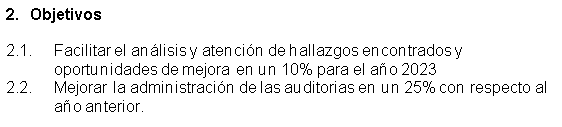 2. Objetivos
2.1. Facilitar el análisis y atención de hallazgos encontrados y
oportunidades de mejora en un 10% para el año 2023
2.2. Mejorar la administración de las auditorias en un 25% con respecto al
año anterior.